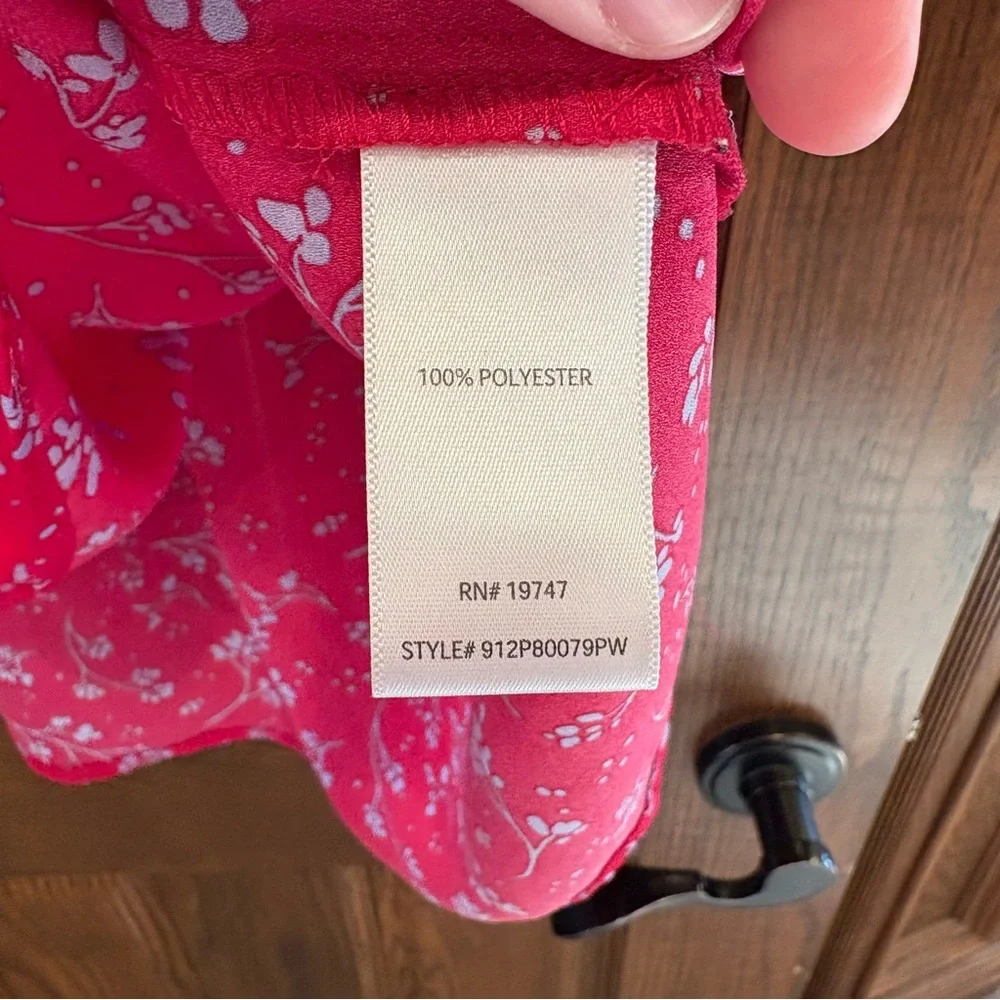 100% POLYESTER
RN# 19747
STYLE# 912P80079PW